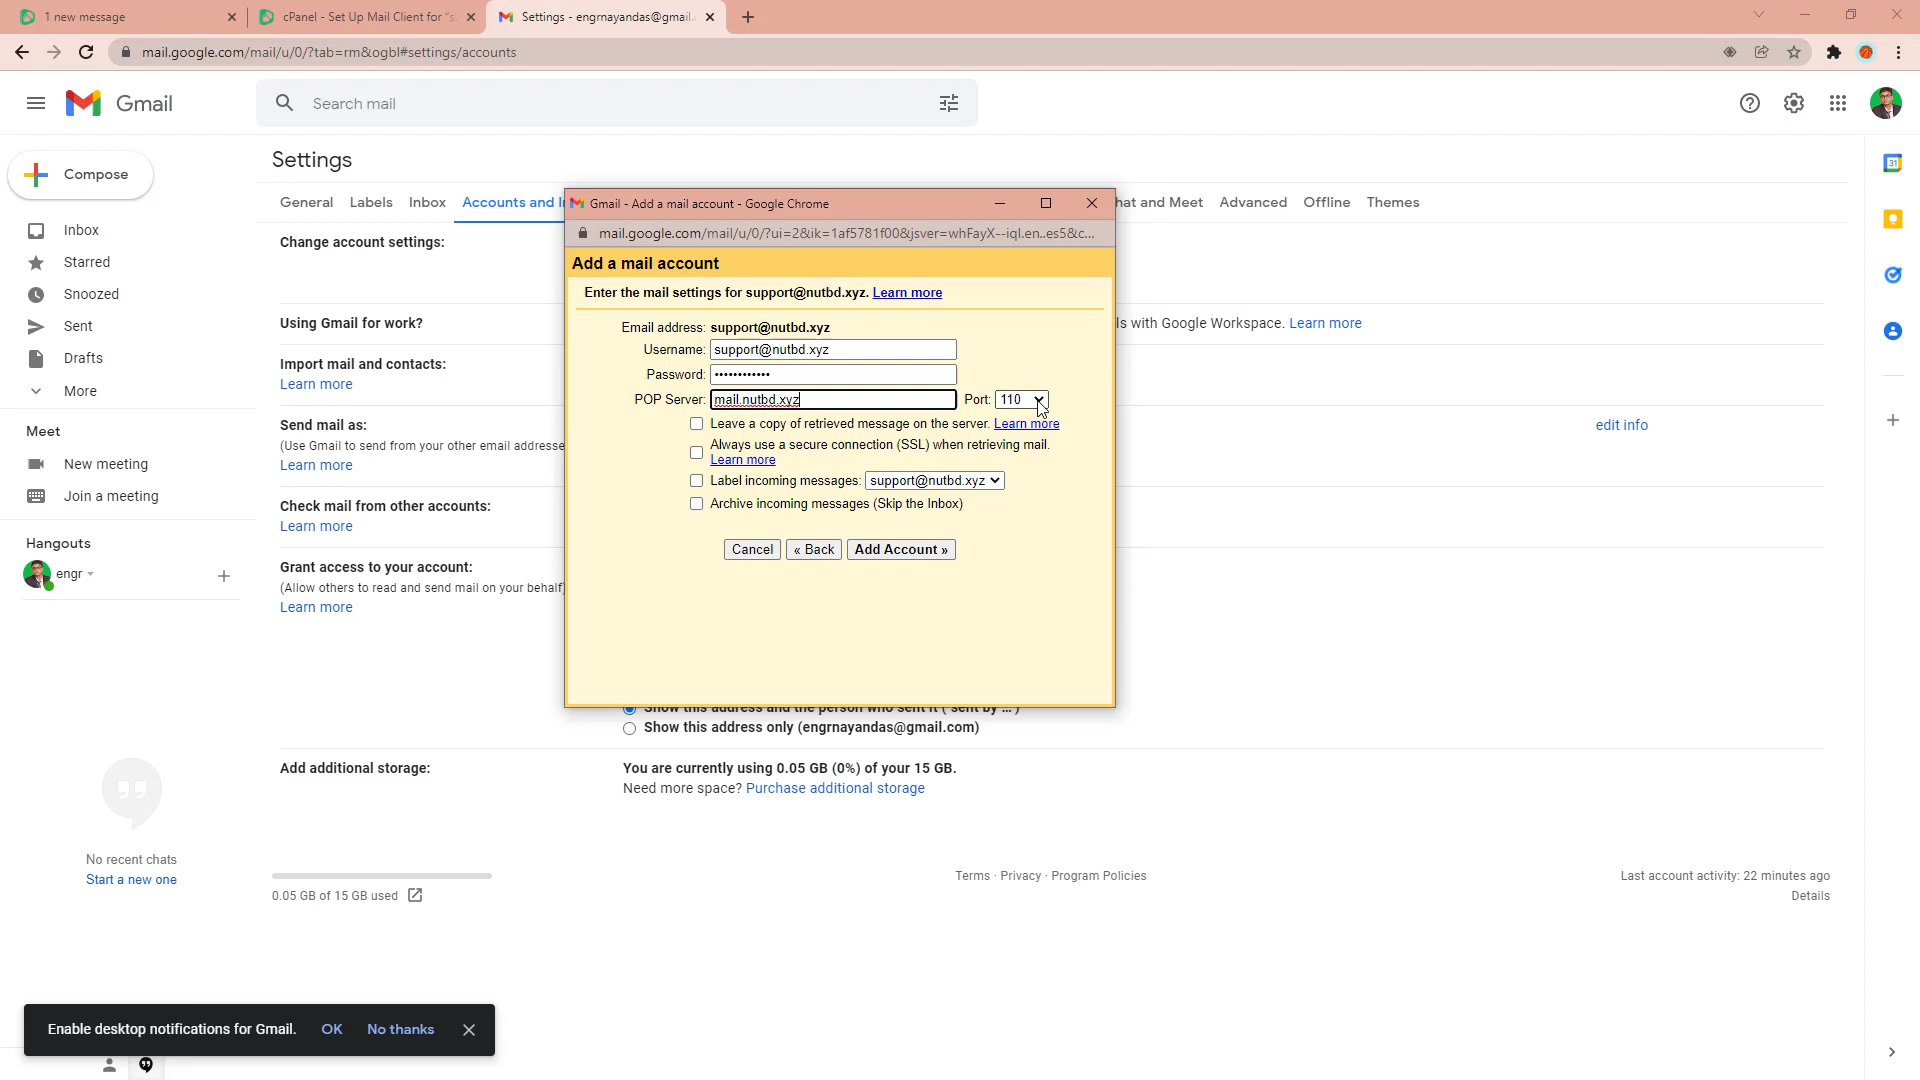 1 new message
cPanel - Set Up Mail Client for "s
Settings - engrnayandas@gmail.
mail.google.com/mail/u/0/?tab=rm&ogbl#settings/accounts
Gmail
Search mail
Compose
Inbox
Starred
Snoozed
Sent
Drafts
More
Meet
New meeting
Join a meeting
Hangouts
engr
No recent chats
Start a new one
Settings
General
Labels
Inbox
Accounts and I
hat and Meet
Advanced
Offline
Themes
Change account settings:
Using Gmail for work?
ls with Google Workspace. Learn more
Import mail and contacts:
Learn more
Send mail as:
(Use Gmail to send from your other email addresse
Learn more
edit info
Check mail from other accounts:
Learn more
Grant access to your account:
(Allow others to read and send mail on your behalf)
Learn more
Gmail - Add a mail account - Google Chrome
mail.google.com/mail/u/0/?ui=2&ik=1af5781f00&jsver=whFayX--iqI.en..es5&c...
Add a mail account
Enter the mail settings for support@nutbd.xyz. Learn more
Email address: support@nutbd.xyz
Username: support@nutbd.xyz
Password: ••••••••••••
POP Server: mail.nutbd.xyz Port: 110
Leave a copy of retrieved message on the server. Learn more
Always use a secure connection (SSL) when retrieving mail.
Learn more
Label incoming messages: support@nutbd.xyz
Archive incoming messages (Skip the Inbox)
Cancel
« Back
Add Account »
Show this address and the person who sent it ("sent by ...")
Show this address only (engrnayandas@gmail.com)
Add additional storage:
You are currently using 0.05 GB (0%) of your 15 GB.
Need more space? Purchase additional storage
0.05 GB of 15 GB used
Terms · Privacy · Program Policies
Last account activity: 22 minutes ago
Details
31
Enable desktop notifications for Gmail. OK No thanks